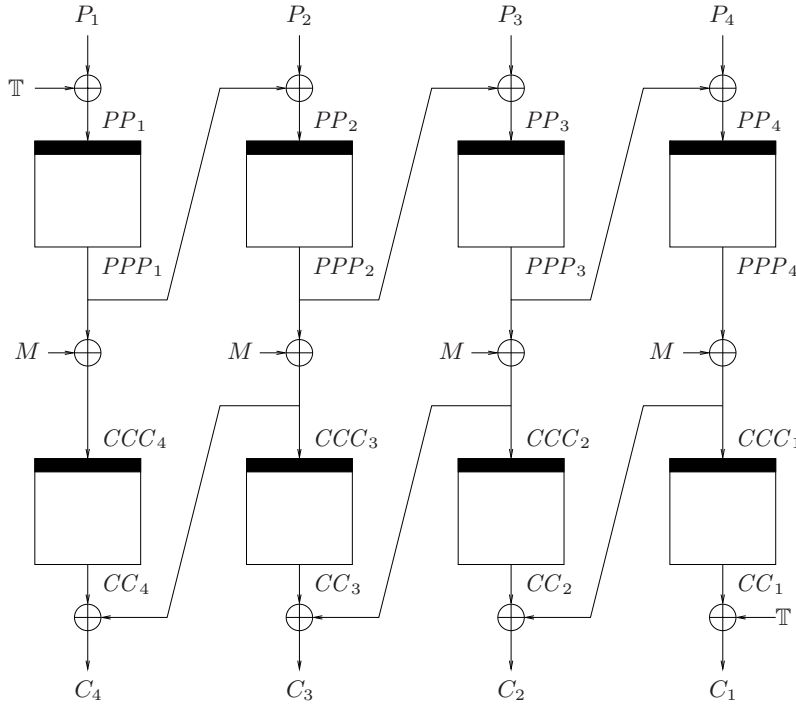 P₁ P₂ P₃ P₄
𝕋
PP₁ PP₂ PP₃ PP₄
PPP₁ PPP₂ PPP₃ PPP₄
M M M M
CCC₄ CCC₃ CCC₂ CCC₁
CC₄ CC₃ CC₂ CC₁
𝕋
C₄ C₃ C₂ C₁